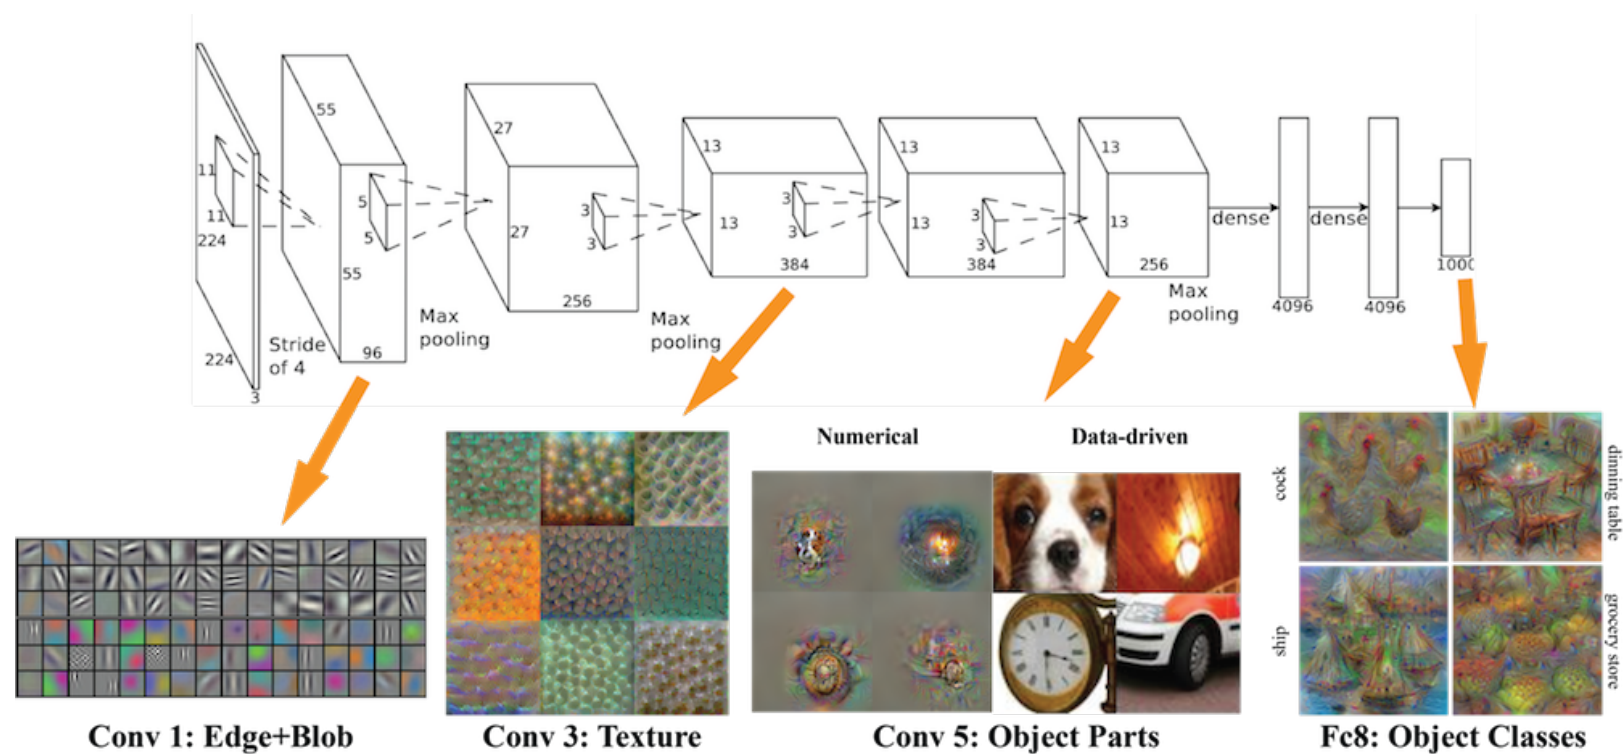 55
27
13
13
13
11
5
3
3
3
11
5
3
3
3
224
55
27
13
13
13
dense
dense
384
384
256
1000
256
4096
4096
Max
pooling
Max
pooling
Max
pooling
Stride
of 4
224
96
3
Numerical
Data-driven
cock
dining table
ship
grocery store
Conv 1: Edge+Blob
Conv 3: Texture
Conv 5: Object Parts
Fc8: Object Classes